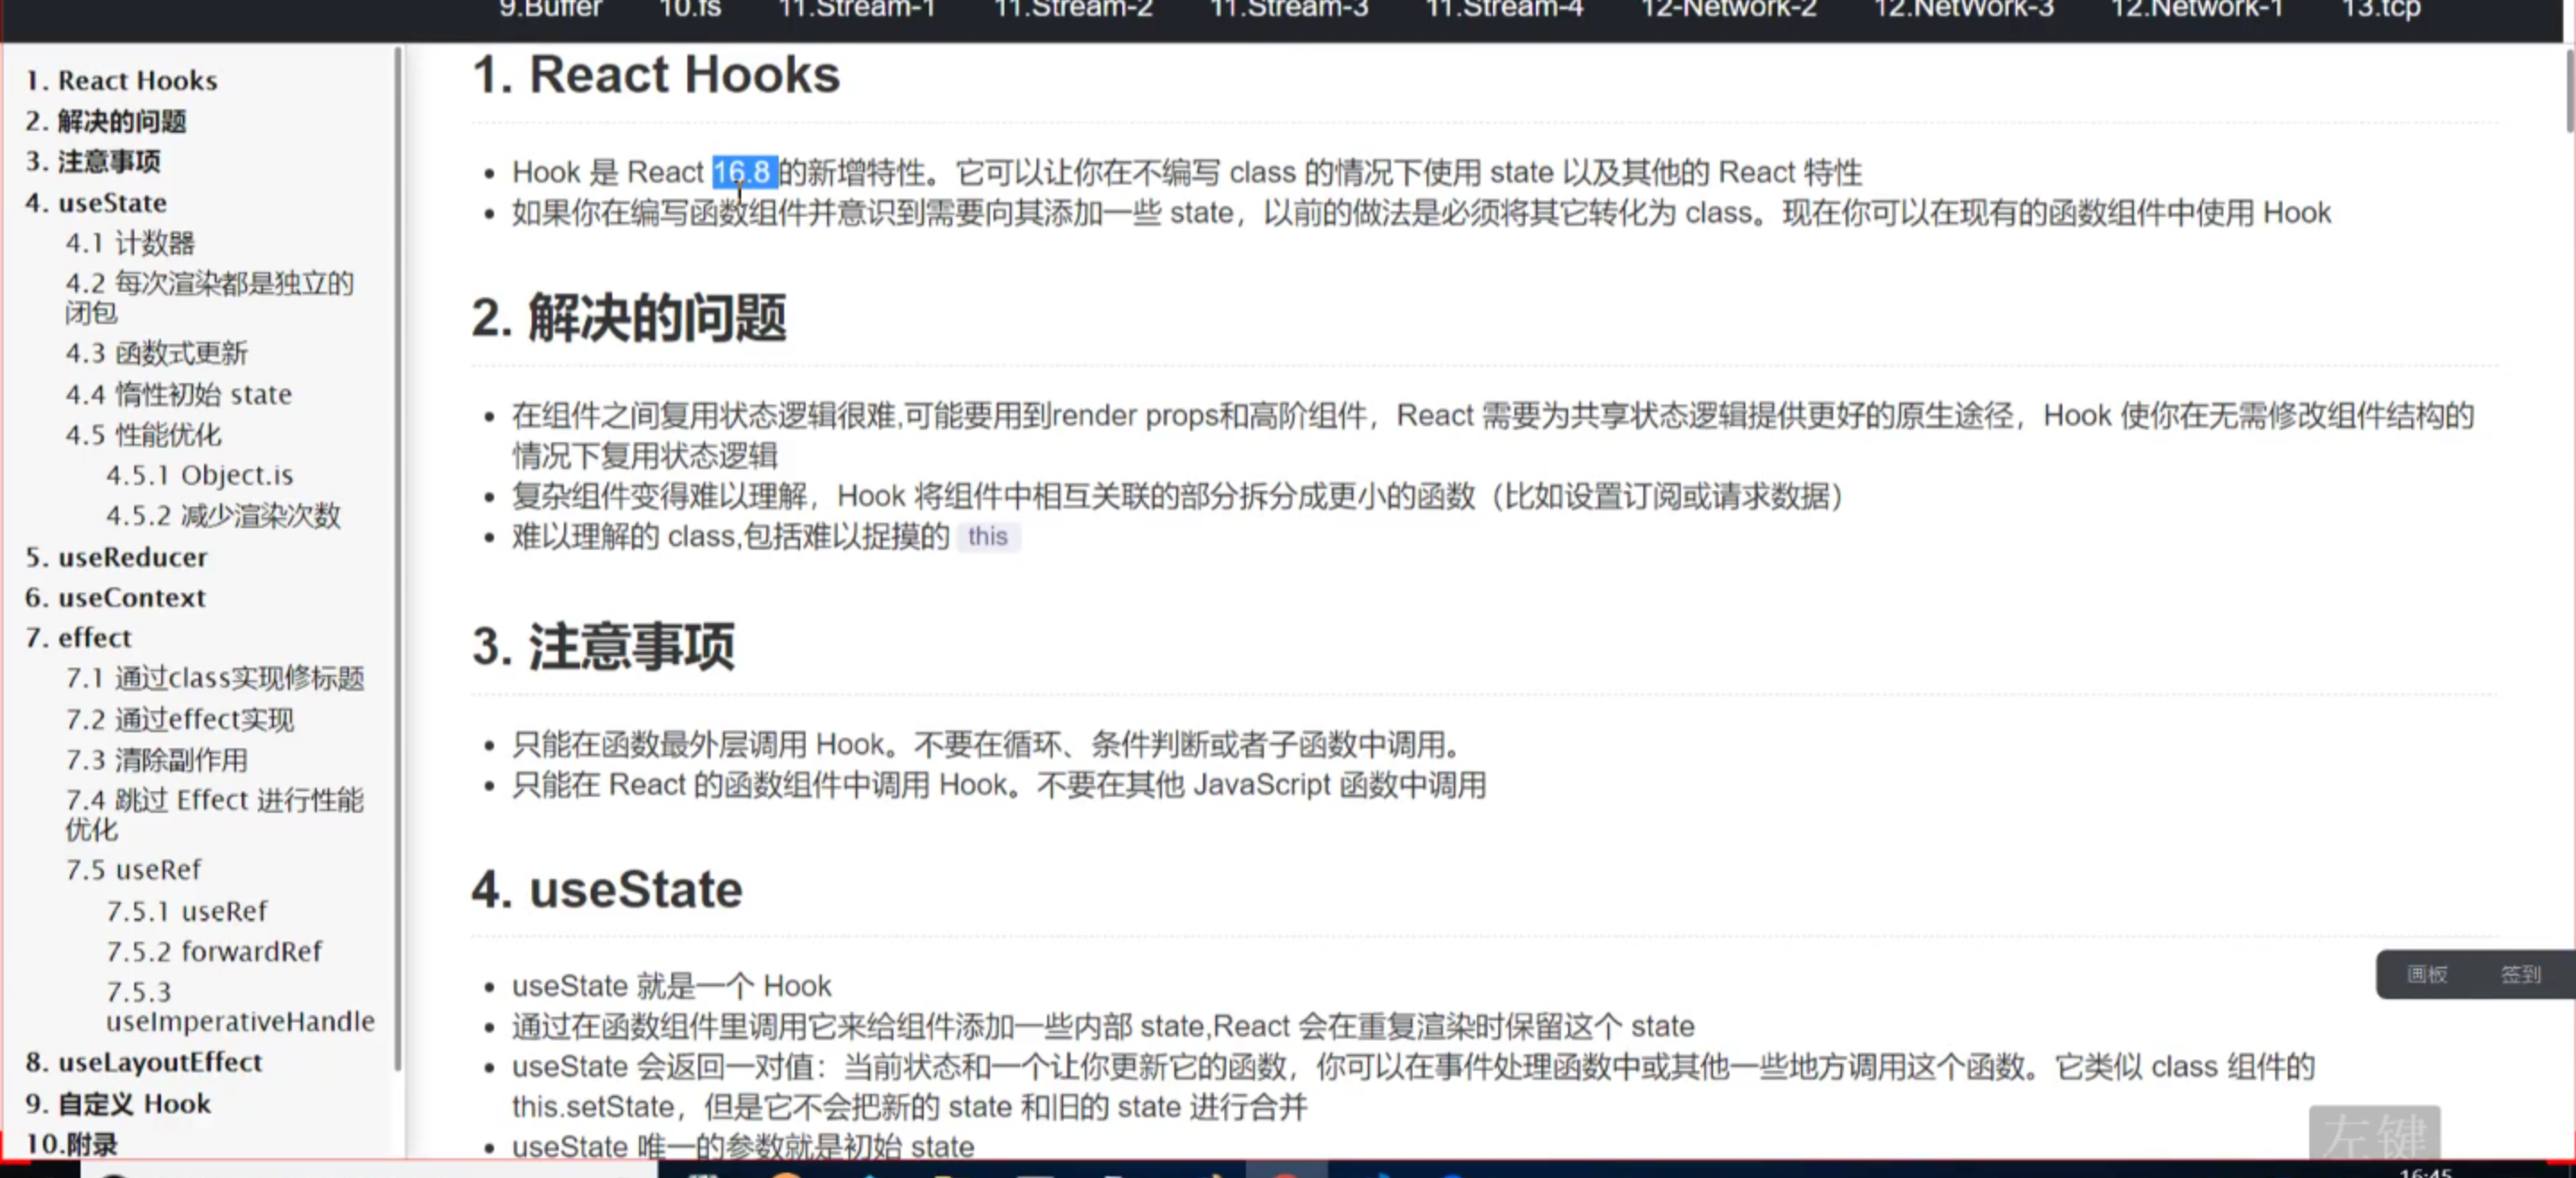 9.Buffer 10.fs 11.Stream-1 11.Stream-2 11.Stream-3 11.Stream-4 12-Network-2 12.NetWork-3 12.Network-1 13.tcp
1. React Hooks
2. 解决的问题
3. 注意事项
4. useState
4.1 计数器
4.2 每次渲染都是独立的
闭包
4.3 函数式更新
4.4 惰性初始 state
4.5 性能优化
4.5.1 Object.is
4.5.2 减少渲染次数
5. useReducer
6. useContext
7. effect
7.1 通过class实现修标题
7.2 通过effect实现
7.3 清除副作用
7.4 跳过 Effect 进行性能
优化
7.5 useRef
7.5.1 useRef
7.5.2 forwardRef
7.5.3
useImperativeHandle
8. useLayoutEffect
9. 自定义 Hook
10.附录
1. React Hooks
Hook 是 React 16.8 的新增特性。它可以让你在不编写 class 的情况下使用 state 以及其他的 React 特性
如果你在编写函数组件并意识到需要向其添加一些 state，以前的做法是必须将其它转化为 class。现在你可以在现有的函数组件中使用 Hook
2. 解决的问题
在组件之间复用状态逻辑很难,可能要用到render props和高阶组件，React 需要为共享状态逻辑提供更好的原生途径，Hook 使你在无需修改组件结构的
情况下复用状态逻辑
复杂组件变得难以理解，Hook 将组件中相互关联的部分拆分成更小的函数（比如设置订阅或请求数据）
难以理解的 class,包括难以捉摸的 this
3. 注意事项
只能在函数最外层调用 Hook。不要在循环、条件判断或者子函数中调用。
只能在 React 的函数组件中调用 Hook。不要在其他 JavaScript 函数中调用
4. useState
useState 就是一个 Hook
通过在函数组件里调用它来给组件添加一些内部 state,React 会在重复渲染时保留这个 state
useState 会返回一对值：当前状态和一个让你更新它的函数，你可以在事件处理函数中或其他一些地方调用这个函数。它类似 class 组件的
this.setState，但是它不会把新的 state 和旧的 state 进行合并
useState 唯一的参数就是初始 state
画板 签到
左键
16:45